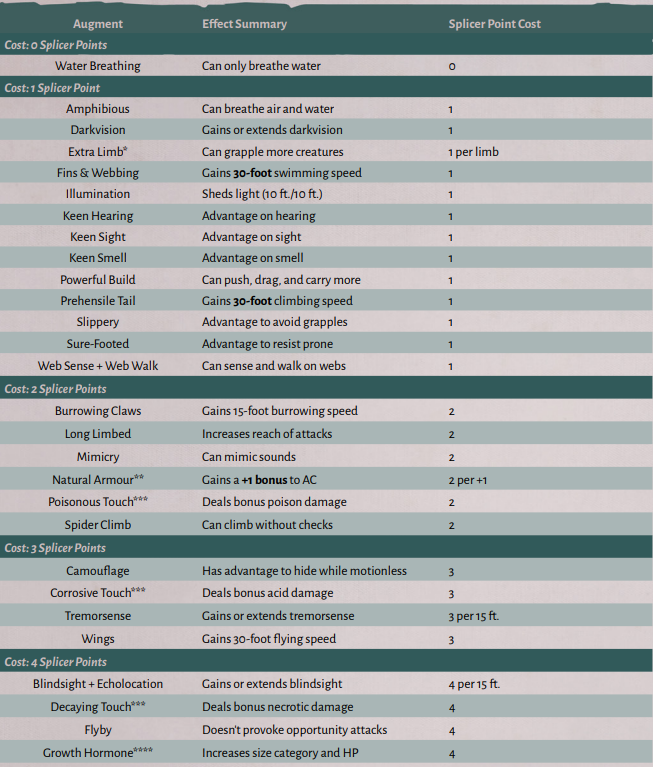 Augment Effect Summary Splicer Point Cost
Cost: 0 Splicer Points
Water Breathing Can only breathe water 0
Cost: 1 Splicer Point
Amphibious Can breathe air and water 1
Darkvision Gains or extends darkvision 1
Extra Limb* Can grapple more creatures 1 per limb
Fins & Webbing Gains 30-foot swimming speed 1
Illumination Sheds light (10 ft./10 ft.) 1
Keen Hearing Advantage on hearing 1
Keen Sight Advantage on sight 1
Keen Smell Advantage on smell 1
Powerful Build Can push, drag, and carry more 1
Prehensile Tail Gains 30-foot climbing speed 1
Slippery Advantage to avoid grapples 1
Sure-Footed Advantage to resist prone 1
Web Sense + Web Walk Can sense and walk on webs 1
Cost: 2 Splicer Points
Burrowing Claws Gains 15-foot burrowing speed 2
Long Limbed Increases reach of attacks 2
Mimicry Can mimic sounds 2
Natural Armour** Gains a +1 bonus to AC 2 per +1
Poisonous Touch*** Deals bonus poison damage 2
Spider Climb Can climb without checks 2
Cost: 3 Splicer Points
Camouflage Has advantage to hide while motionless 3
Corrosive Touch*** Deals bonus acid damage 3
Tremorsense Gains or extends tremorsense 3 per 15 ft.
Wings Gains 30-foot flying speed 3
Cost: 4 Splicer Points
Blindsight + Echolocation Gains or extends blindsight 4 per 15 ft.
Decaying Touch*** Deals bonus necrotic damage 4
Flyby Doesn't provoke opportunity attacks 4
Growth Hormone**** Increases size category and HP 4